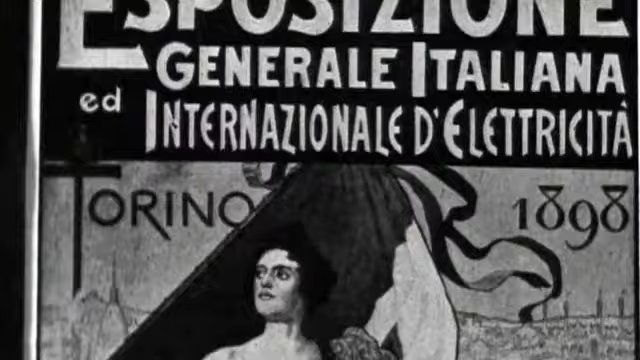 ESPOSIZIONE
GENERALE ITALIANA
ed INTERNAZIONALE D'ELETTRICITÀ
TORINO 1898